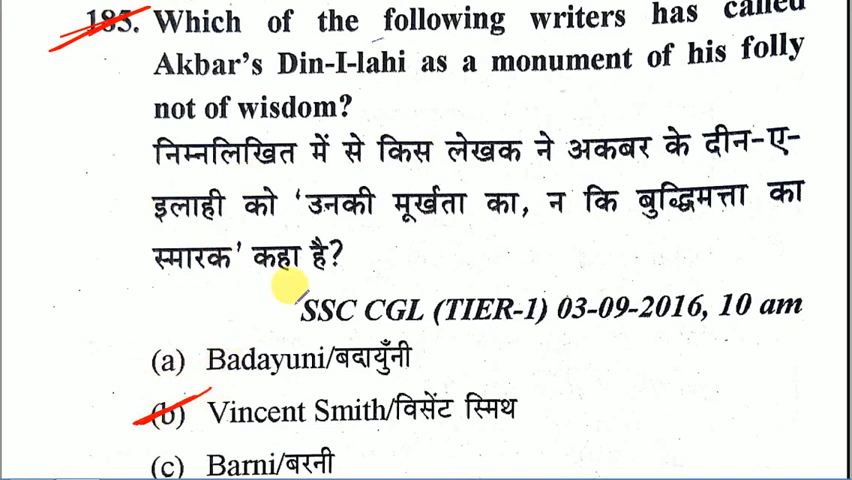 185. Which of the following writers has called
Akbar's Din-I-lahi as a monument of his folly
not of wisdom?
निम्नलिखित में से किस लेखक ने अकबर के दीन-ए-
इलाही को 'उनकी मूर्खता का, न कि बुद्धिमत्ता का
स्मारक' कहा है?
SSC CGL (TIER-1) 03-09-2016, 10 am
(a) Badayuni/बदायुँनी
(b) Vincent Smith/विसेंट स्मिथ
(c) Barni/बरनी